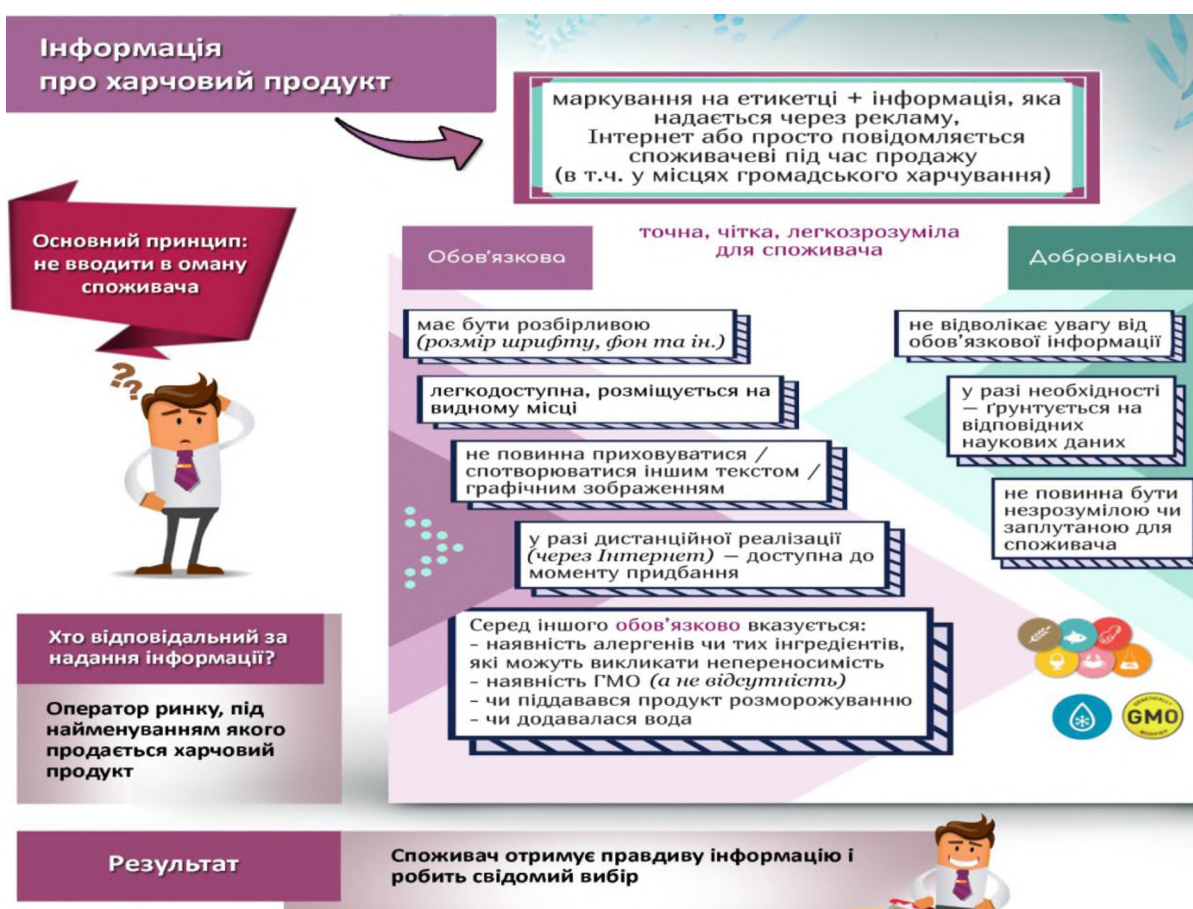 Інформація
про харчовий продукт
маркування на етикетці + інформація, яка
надається через рекламу,
Інтернет або просто повідомляється
споживачеві під час продажу
(в т.ч. у місцях громадського харчування)
Основний принцип:
не вводити в оману
споживача
??
??
точна, чітка, легкозрозуміла
для споживача
Обов'язкова
має бути розбірливою
(розмір шрифту, фон та ін.)
легкодоступна, розміщується на
видному місці
не повинна приховуватися /
спотворюватися іншим текстом /
графічним зображенням
у разі дистанційної реалізації
(через Інтернет) — доступна до
моменту придбання
Серед іншого обов'язково вказується:
- наявність алергенів чи тих інгредієнтів,
які можуть викликати непереносимість
- наявність ГМО (а не відсутність)
- чи піддавався продукт розморожуванню
- чи додавалася вода
Добровільна
не відволікає увагу від
обов'язкової інформації
у разі необхідності
— ґрунтується на
відповідних
наукових даних
не повинна бути
незрозумілою чи
заплутаною для
споживача
GENETICALLY
GMO
MODIFIED
Хто відповідальний за
надання інформації?
Оператор ринку, під
найменуванням якого
продається харчовий
продукт
Результат
Споживач отримує правдиву інформацію і
робить свідомий вибір